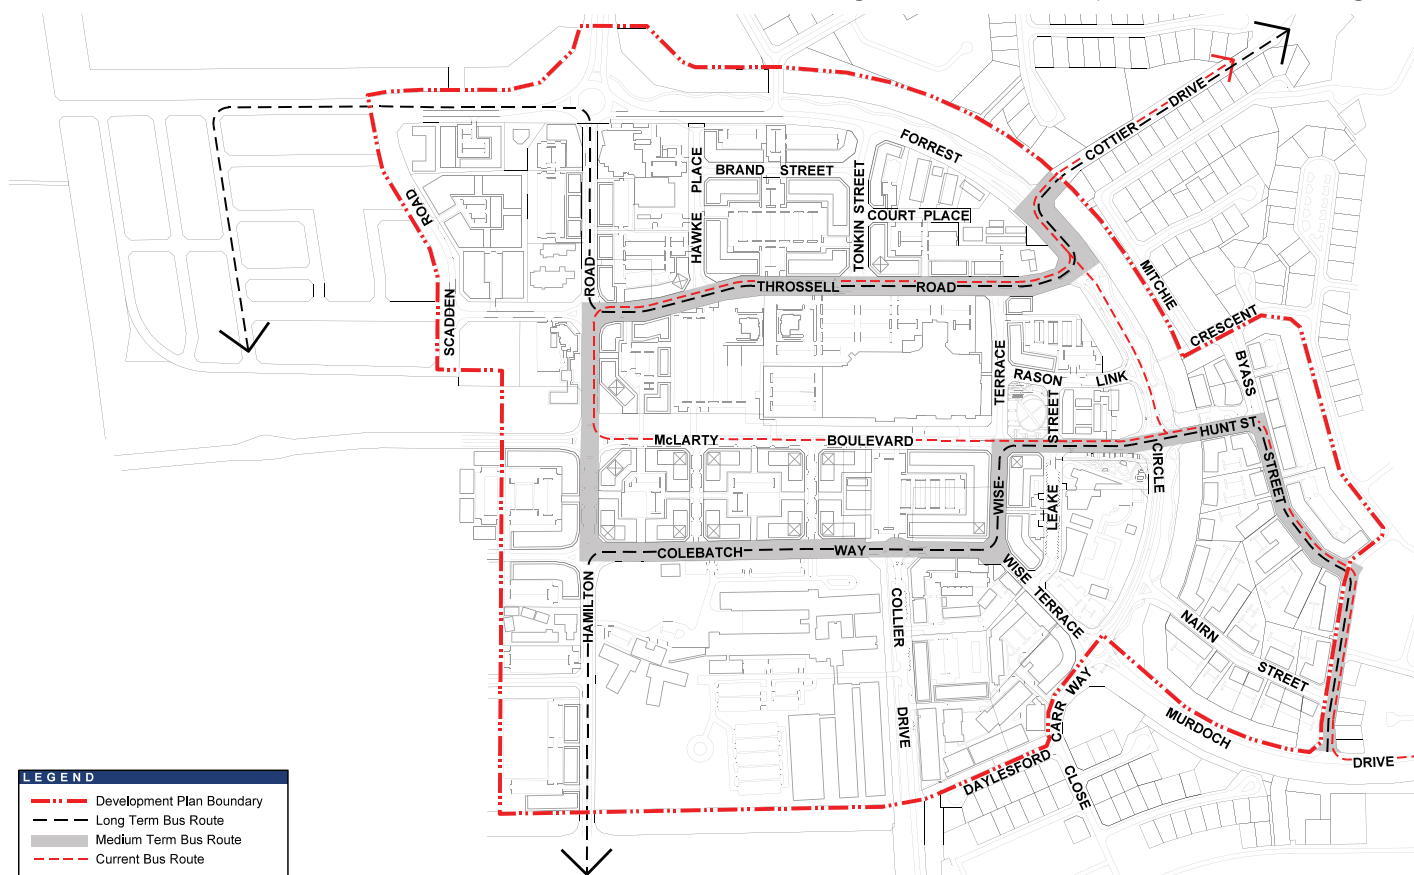 COTTIER DRIVE
FORREST
BRAND STREET
HAWKE PLACE
TONKIN STREET
COURT PLACE
ROAD
SCADDEN
ROAD
THROSSELL ROAD
MITCHIE
CRESCENT
BYASS
TERRACE
RASON LINK
STREET
HUNT ST.
McLARTY BOULEVARD
CIRCLE
STREET
WISE
LEAKE
COLEBATCH WAY
WISE TERRACE
HAMILTON
COLLIER
DRIVE
NAIRN
STREET
CARR WAY
MURDOCH
DRIVE
DAYLESFORD
CLOSE
LEGEND
Development Plan Boundary
Long Term Bus Route
Medium Term Bus Route
Current Bus Route